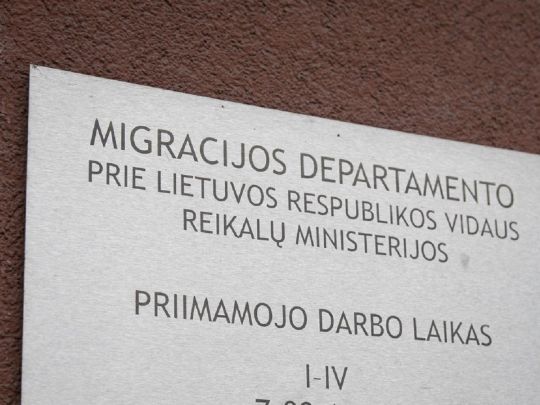 MIGRACIJOS DEPARTAMENTO
PRIE LIETUVOS RESPUBLIKOS VIDAUS
REIKALŲ MINISTERIJOS
PRIIMAMOJO DARBO LAIKAS
I-IV